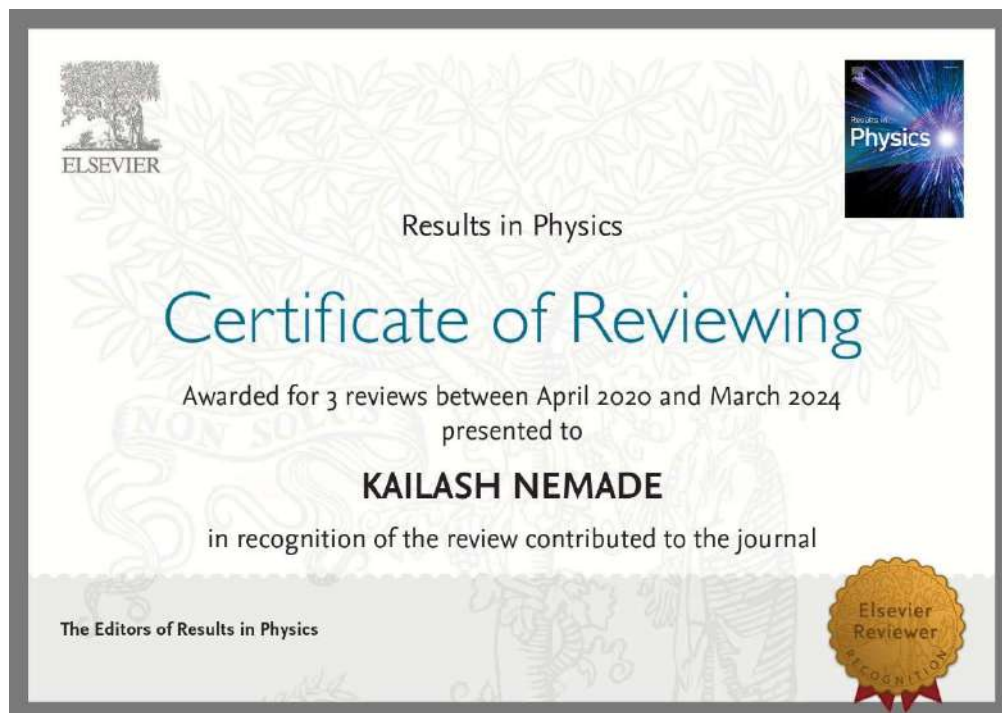 ELSEVIER
Results in
Physics
Results in Physics
Certificate of Reviewing
Awarded for 3 reviews between April 2020 and March 2024
presented to
KAILASH NEMADE
in recognition of the review contributed to the journal
NON SOLUS
The Editors of Results in Physics
Elsevier
Reviewer
RECOGNITION